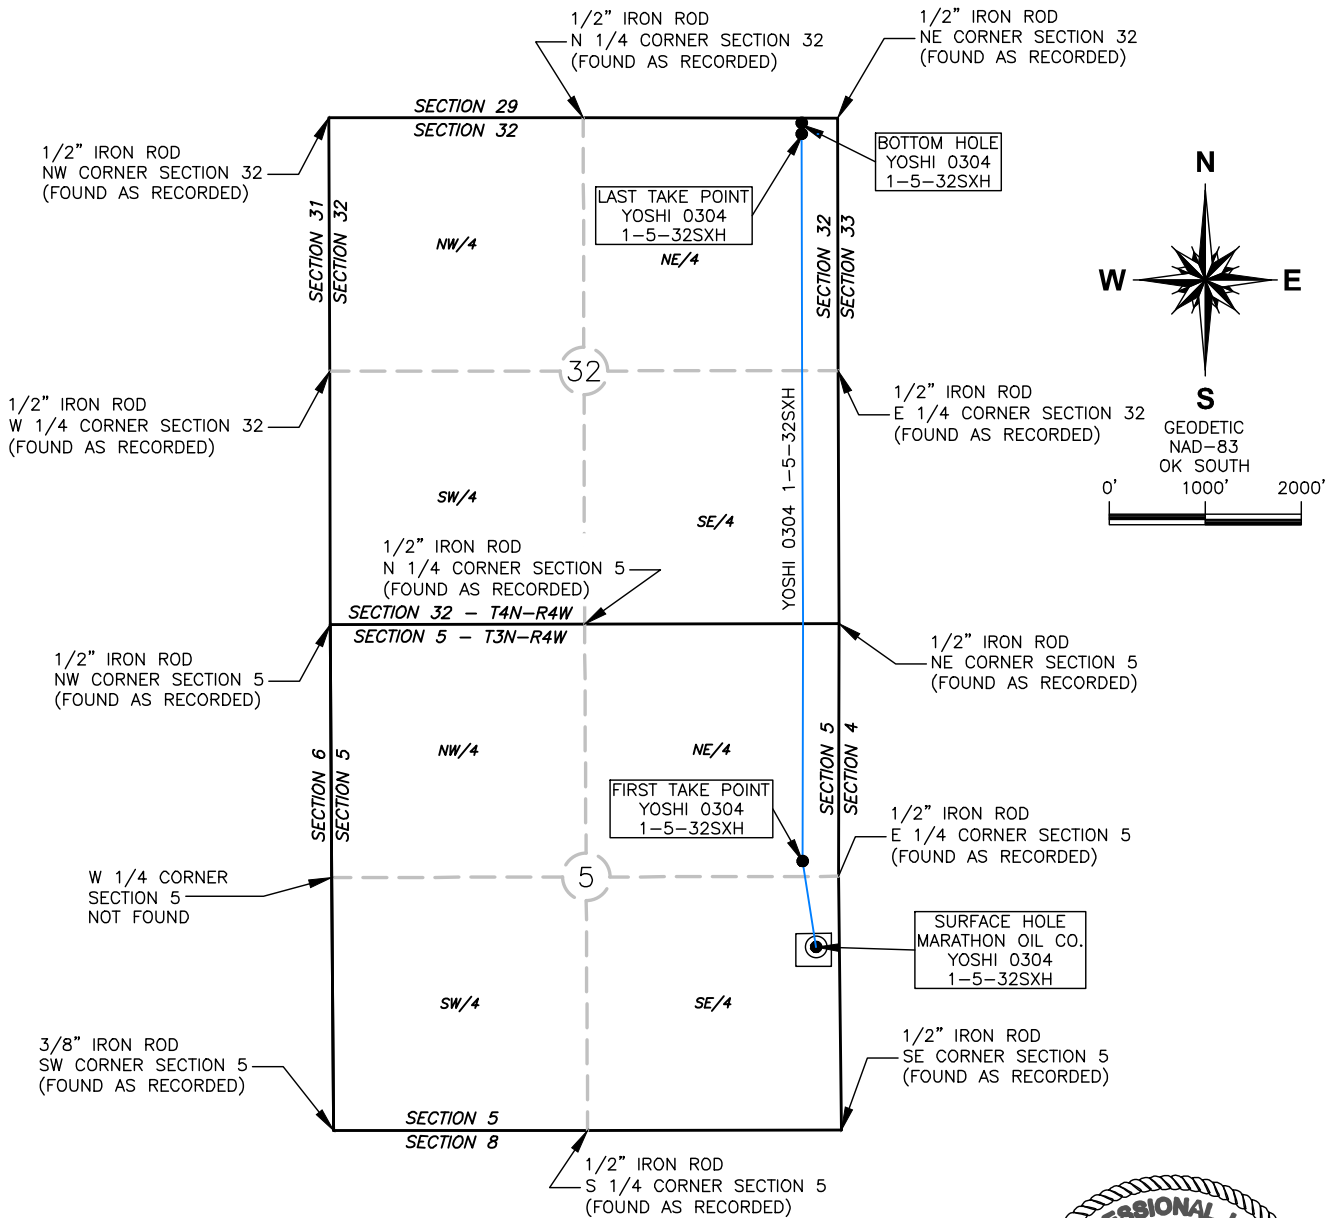 1/2” IRON ROD
N 1/4 CORNER SECTION 32
(FOUND AS RECORDED)
1/2” IRON ROD
NE CORNER SECTION 32
(FOUND AS RECORDED)
SECTION 29
SECTION 32
1/2” IRON ROD
NW CORNER SECTION 32
(FOUND AS RECORDED)
BOTTOM HOLE
YOSHI 0304
1-5-32SXH
LAST TAKE POINT
YOSHI 0304
1-5-32SXH
SECTION 31
SECTION 32
NW/4
NE/4
SECTION 32
SECTION 33
N
W
E
S
GEODETIC
NAD-83
OK SOUTH
0' 1000' 2000'
32
1/2” IRON ROD
W 1/4 CORNER SECTION 32
(FOUND AS RECORDED)
1/2” IRON ROD
E 1/4 CORNER SECTION 32
(FOUND AS RECORDED)
YOSHI 0304 1-5-32SXH
SW/4
SE/4
1/2” IRON ROD
N 1/4 CORNER SECTION 5
(FOUND AS RECORDED)
SECTION 32 - T4N-R4W
SECTION 5 - T3N-R4W
1/2” IRON ROD
NW CORNER SECTION 5
(FOUND AS RECORDED)
1/2” IRON ROD
NE CORNER SECTION 5
(FOUND AS RECORDED)
SECTION 6
SECTION 5
NW/4
NE/4
SECTION 5
SECTION 4
FIRST TAKE POINT
YOSHI 0304
1-5-32SXH
1/2” IRON ROD
E 1/4 CORNER SECTION 5
(FOUND AS RECORDED)
W 1/4 CORNER
SECTION 5
NOT FOUND
5
SURFACE HOLE
MARATHON OIL CO.
YOSHI 0304
1-5-32SXH
SW/4
SE/4
3/8” IRON ROD
SW CORNER SECTION 5
(FOUND AS RECORDED)
1/2” IRON ROD
SE CORNER SECTION 5
(FOUND AS RECORDED)
SECTION 5
SECTION 8
1/2” IRON ROD
S 1/4 CORNER SECTION 5
(FOUND AS RECORDED)